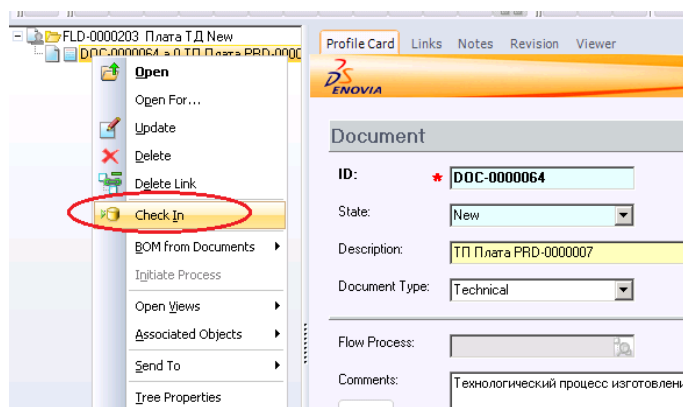 FLD-0000203 Плата ТД New
DOC-0000064 a.0 ТП Плата PRD-0000
Open
Open For...
Update
Delete
Delete Link
Check In
BOM from Documents
Initiate Process
Open Views
Associated Objects
Send To
Tree Properties
Profile Card Links Notes Revision Viewer
ENOVIA
Document
ID: * DOC-0000064
State: New
Description: ТП Плата PRD-0000007
Document Type: Technical
Flow Process:
Comments: Технологический процесс изготовлени